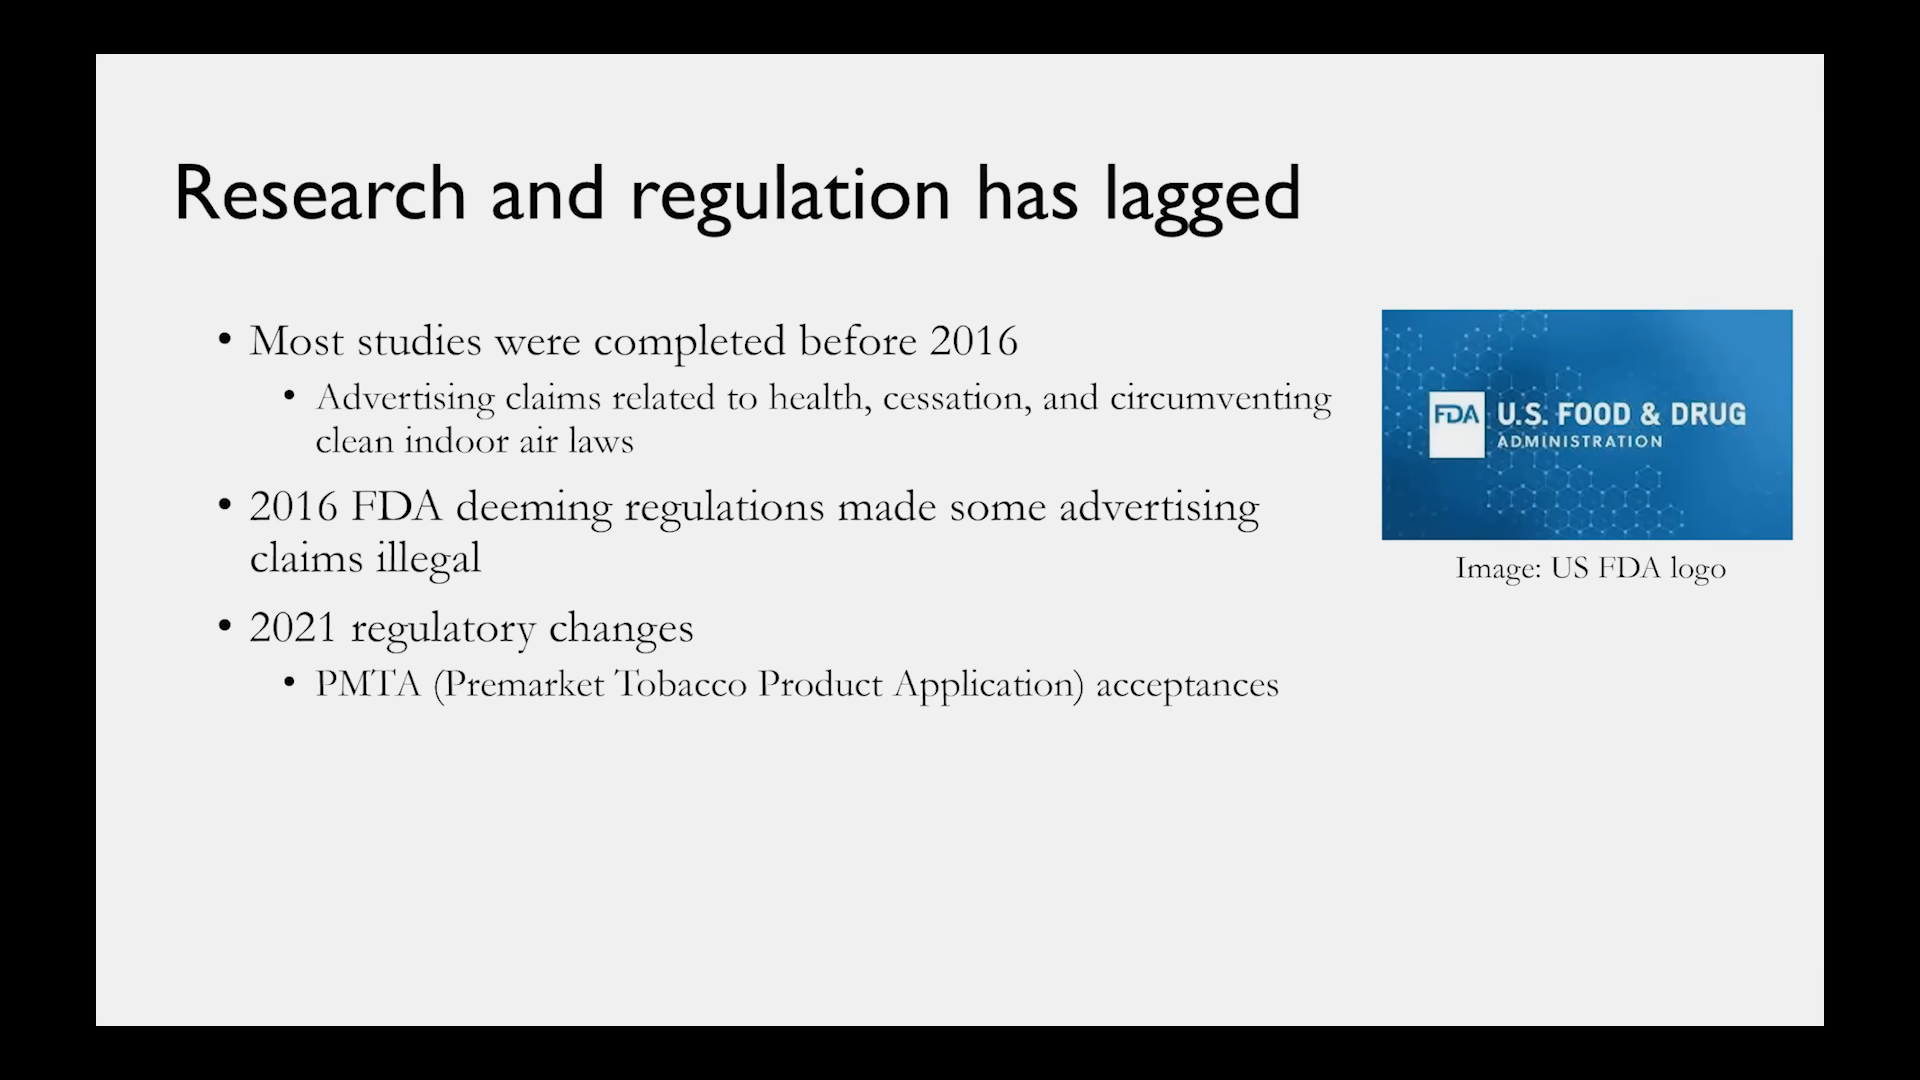 Research and regulation has lagged
• Most studies were completed before 2016
• Advertising claims related to health, cessation, and circumventing
clean indoor air laws
• 2016 FDA deeming regulations made some advertising
claims illegal
• 2021 regulatory changes
• PMTA (Premarket Tobacco Product Application) acceptances
FDA U.S. FOOD & DRUG
ADMINISTRATION
Image: US FDA logo